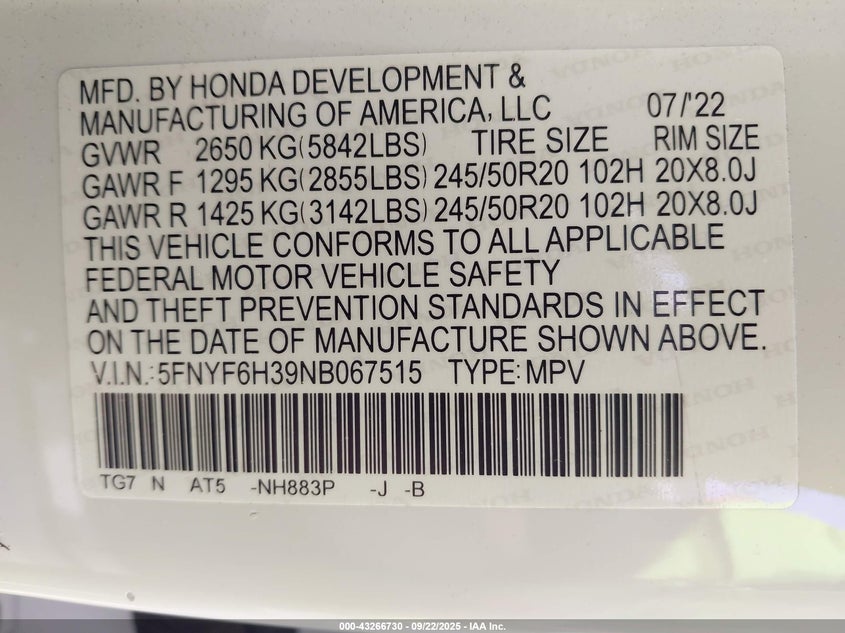 MFD. BY HONDA DEVELOPMENT &
MANUFACTURING OF AMERICA, LLC 07/'22
GVWR 2650 KG(5842LBS) TIRE SIZE RIM SIZE
GAWR F 1295 KG(2855LBS) 245/50R20 102H 20X8.0J
GAWR R 1425 KG(3142LBS) 245/50R20 102H 20X8.0J
THIS VEHICLE CONFORMS TO ALL APPLICABLE
FEDERAL MOTOR VEHICLE SAFETY
AND THEFT PREVENTION STANDARDS IN EFFECT
ON THE DATE OF MANUFACTURE SHOWN ABOVE.
V.I.N.:5FNYF6H39NB067515 TYPE:MPV
TG7 N AT5 -NH883P -J -B
000-43266730 - 09/22/2025 - IAA Inc.